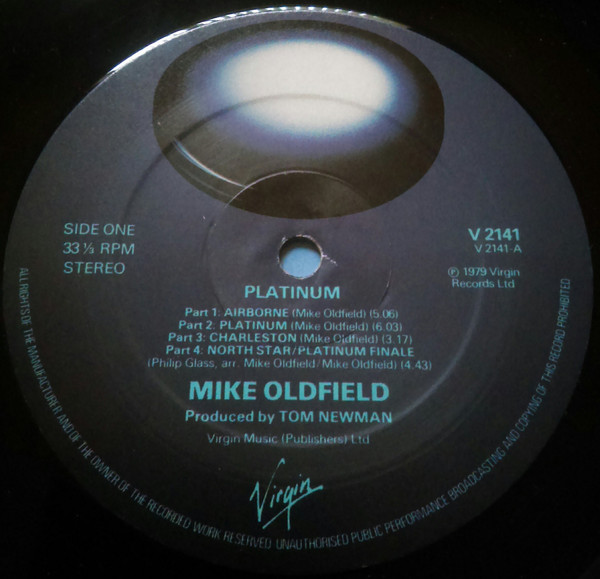 SIDE ONE
33 ⅓ RPM
STEREO
V 2141
V 2141-A
℗ 1979 Virgin
Records Ltd
PLATINUM
Part 1: AIRBORNE (Mike Oldfield) (5.06)
Part 2: PLATINUM (Mike Oldfield) (6.03)
Part 3: CHARLESTON (Mike Oldfield) (3.17)
Part 4: NORTH STAR/PLATINUM FINALE
(Philip Glass, arr. Mike Oldfield/Mike Oldfield) (4.43)
MIKE OLDFIELD
Produced by TOM NEWMAN
Virgin Music (Publishers) Ltd
Virgin
ALL RIGHTS OF THE MANUFACTURER AND OF THE OWNER OF THE RECORDED WORK RESERVED UNAUTHORISED PUBLIC PERFORMANCE BROADCASTING AND COPYING OF THIS RECORD PROHIBITED